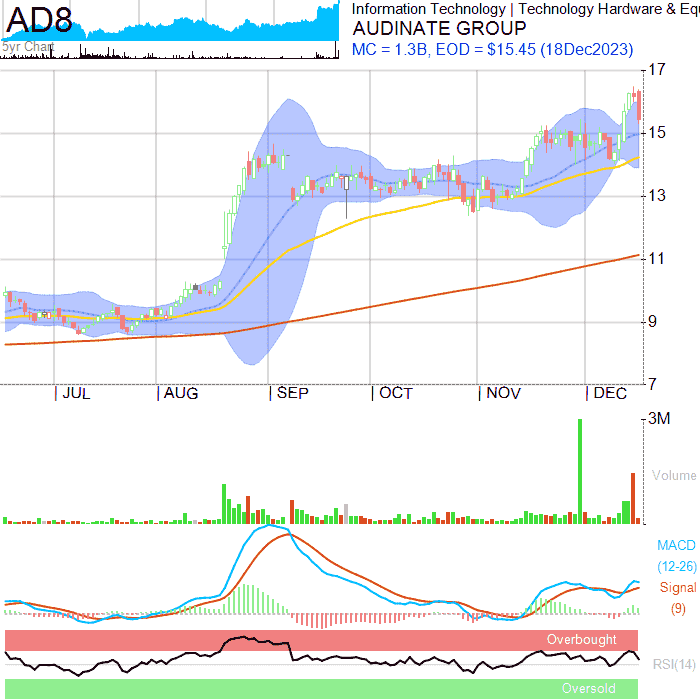 AD8
5yr Chart
Information Technology | Technology Hardware & Equ
AUDINATE GROUP
MC = 1.3B, EOD = $15.45 (18Dec2023)
17
15
13
11
9
7
JUL AUG SEP OCT NOV DEC
3M
Volume
MACD
(12-26)
Signal
(9)
Overbought
RSI(14)
Oversold